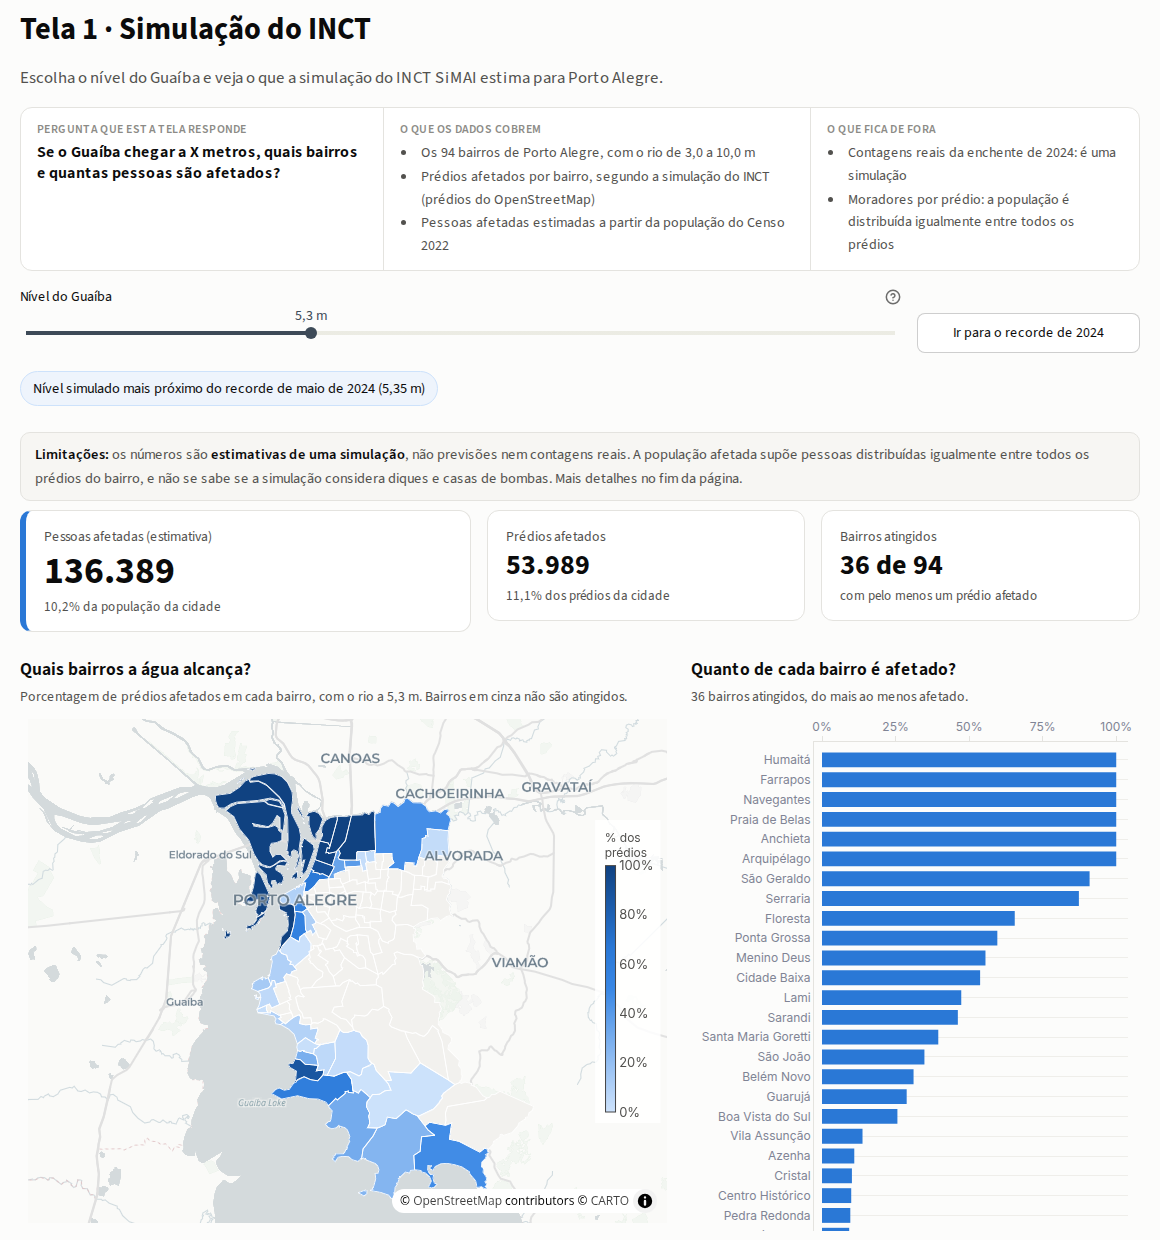 Tela 1 · Simulação do INCT
Escolha o nível do Guaíba e veja o que a simulação do INCT SiMAI estima para Porto Alegre.
PERGUNTA QUE ESTA TELA RESPONDE
Se o Guaíba chegar a X metros, quais bairros
e quantas pessoas são afetados?
O QUE OS DADOS COBREM
• Os 94 bairros de Porto Alegre, com o rio de 3,0 a 10,0 m
• Prédios afetados por bairro, segundo a simulação do INCT
(prédios do OpenStreetMap)
• Pessoas afetadas estimadas a partir da população do Censo
2022
O QUE FICA DE FORA
• Contagens reais da enchente de 2024: é uma
simulação
• Moradores por prédio: a população é
distribuída igualmente entre todos os
prédios
Nível do Guaíba
5,3 m
Ir para o recorde de 2024
Nível simulado mais próximo do recorde de maio de 2024 (5,35 m)
Limitações: os números são estimativas de uma simulação, não previsões nem contagens reais. A população afetada supõe pessoas distribuídas igualmente entre todos os
prédios do bairro, e não se sabe se a simulação considera diques e casas de bombas. Mais detalhes no fim da página.
Pessoas afetadas (estimativa)
136.389
10,2% da população da cidade
Prédios afetados
53.989
11,1% dos prédios da cidade
Bairros atingidos
36 de 94
com pelo menos um prédio afetado
Quais bairros a água alcança?
Porcentagem de prédios afetados em cada bairro, com o rio a 5,3 m. Bairros em cinza não são atingidos.
CANOAS
CACHOEIRINHA
GRAVATAÍ
Eldorado do Sul
ALVORADA
PORTO ALEGRE
VIAMÃO
Guaíba
Guaíba Lake
% dos
prédios
100%
80%
60%
40%
20%
0%
© OpenStreetMap contributors © CARTO
Quanto de cada bairro é afetado?
36 bairros atingidos, do mais ao menos afetado.
0% 25% 50% 75% 100%
Humaitá
Farrapos
Navegantes
Praia de Belas
Anchieta
Arquipélago
São Geraldo
Serraria
Floresta
Ponta Grossa
Menino Deus
Cidade Baixa
Lami
Sarandi
Santa Maria Goretti
São João
Belém Novo
Guarujá
Boa Vista do Sul
Vila Assunção
Azenha
Cristal
Centro Histórico
Pedra Redonda